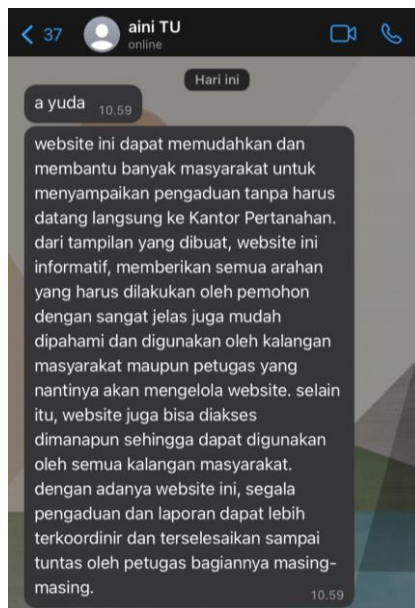 37
aini TU
online
Hari ini
a yuda 10.59
website ini dapat memudahkan dan
membantu banyak masyarakat untuk
menyampaikan pengaduan tanpa harus
datang langsung ke Kantor Pertanahan.
dari tampilan yang dibuat, website ini
informatif, memberikan semua arahan
yang harus dilakukan oleh pemohon
dengan sangat jelas juga mudah
dipahami dan digunakan oleh kalangan
masyarakat maupun petugas yang
nantinya akan mengelola website. selain
itu, website juga bisa diakses
dimanapun sehingga dapat digunakan
oleh semua kalangan masyarakat.
dengan adanya website ini, segala
pengaduan dan laporan dapat lebih
terkoordinir dan terselesaikan sampai
tuntas oleh petugas bagiannya masing-
masing. 10.59